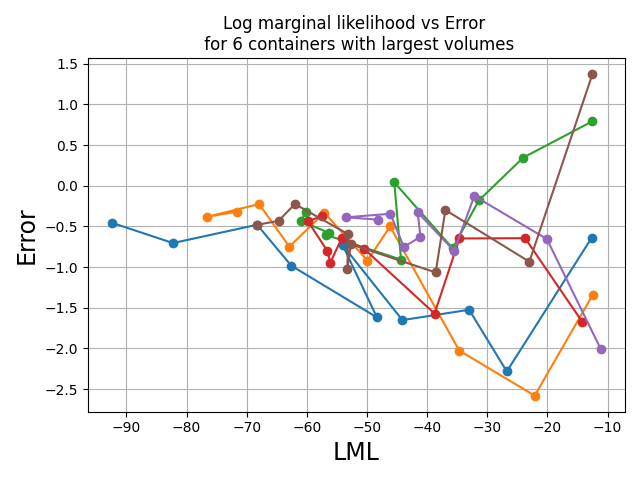 Log marginal likelihood vs Error
for 6 containers with largest volumes
1.5
1.0
0.5
0.0
−0.5
−1.0
−1.5
−2.0
−2.5
Error
−90 −80 −70 −60 −50 −40 −30 −20 −10
LML